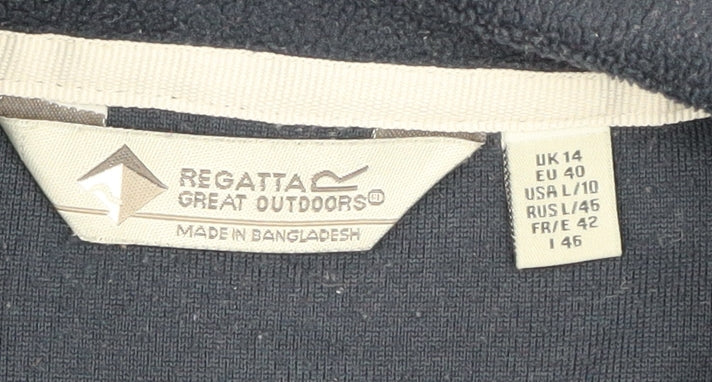 REGATTA
GREAT OUTDOORS®
MADE IN BANGLADESH
UK 14
EU 40
USA L/10
RUS L/46
FR/E 42
I 46